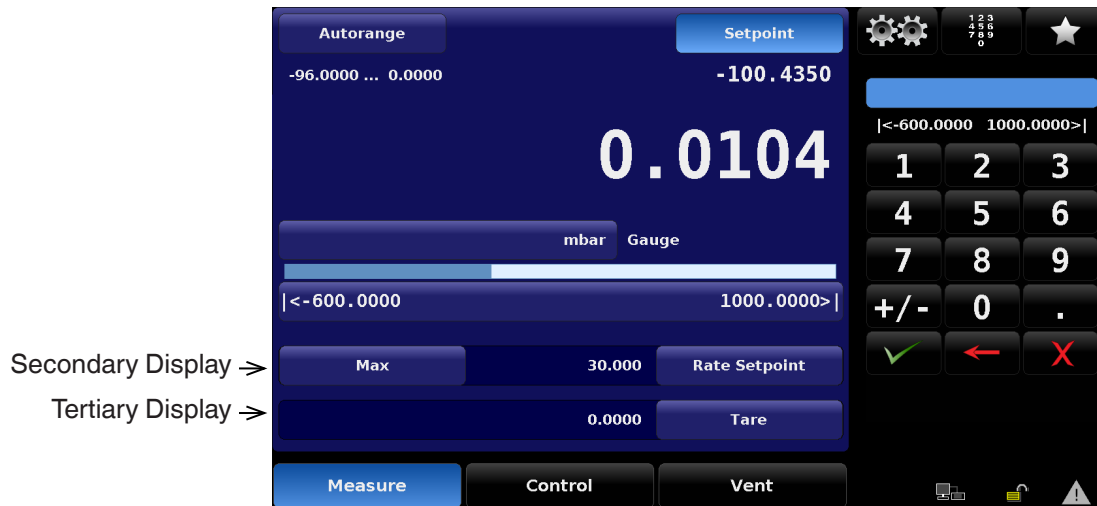 Autorange
Setpoint
-96.0000 ... 0.0000
-100.4350
0.0104
mbar Gauge
|<-600.0000 1000.0000>|
Secondary Display
Max 30.000 Rate Setpoint
Tertiary Display
0.0000 Tare
Measure Control Vent
1 2 3
4 5 6
7 8 9
0
|<-600.0000 1000.0000>|
1 2 3
4 5 6
7 8 9
+/- 0 .